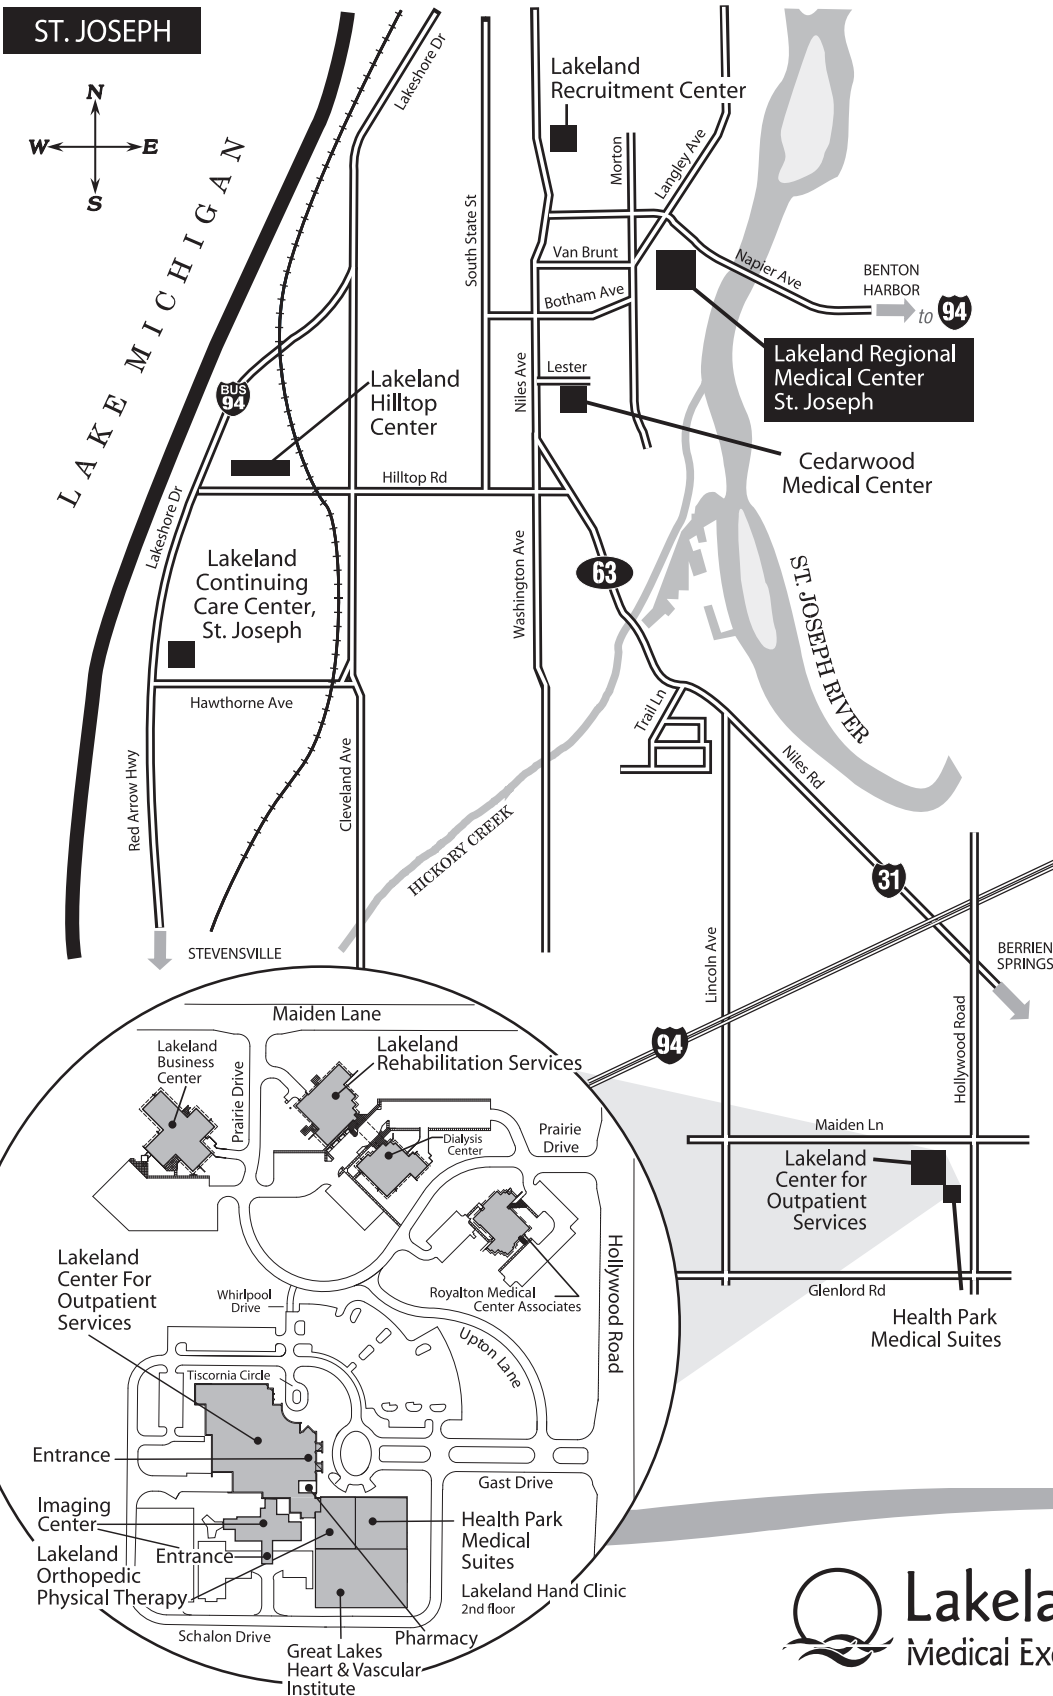 ST. JOSEPH
N
W
E
S
LAKE MICHIGAN
Lakeshore Dr
South State St
Lakeland
Recruitment Center
Morton
Langley Ave
Van Brunt
Botham Ave
Napier Ave
BENTON
HARBOR
to 94
Lakeland Regional
Medical Center
St. Joseph
BUS
94
Lakeland
Hilltop
Center
Niles Ave
Lester
Cedarwood
Medical Center
Hilltop Rd
Lakeshore Dr
Lakeland
Continuing
Care Center,
St. Joseph
Washington Ave
63
ST. JOSEPH RIVER
Hawthorne Ave
Trail Ln
Niles Rd
Red Arrow Hwy
Cleveland Ave
HICKORY CREEK
31
STEVENSVILLE
Lincoln Ave
BERRIEN
SPRINGS
Hollywood Road
94
Maiden Ln
Lakeland
Center for
Outpatient
Services
Glenlord Rd
Health Park
Medical Suites
Maiden Lane
Lakeland
Business
Center
Prairie Drive
Lakeland
Rehabilitation Services
Dialysis
Center
Prairie
Drive
Hollywood Road
Lakeland
Center For
Outpatient
Services
Whirlpool
Drive
Royalton Medical
Center Associates
Upton Lane
Tiscornia Circle
Entrance
Gast Drive
Imaging
Center
Entrance
Lakeland
Orthopedic
Physical Therapy
Health Park
Medical
Suites
Lakeland Hand Clinic
2nd floor
Schalon Drive
Pharmacy
Great Lakes
Heart & Vascular
Institute
Lakela
Medical Exc